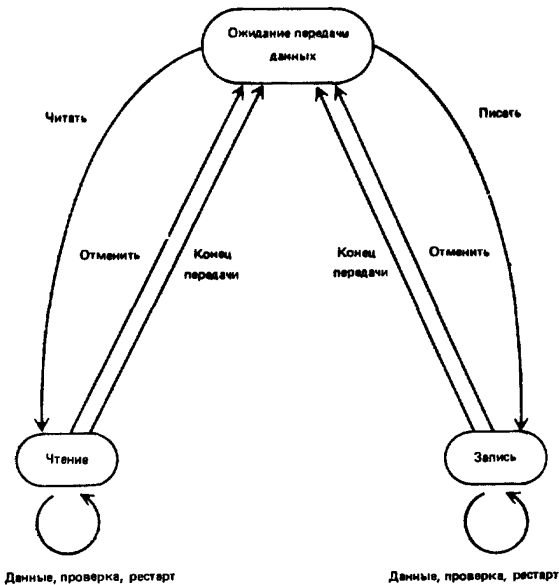 Ожидание передачи
данных
Читать
Писать
Отменить
Конец
передачи
Конец
передачи
Отменить
Чтение
Запись
Данные, проверка, рестарт
Данные, проверка, рестарт